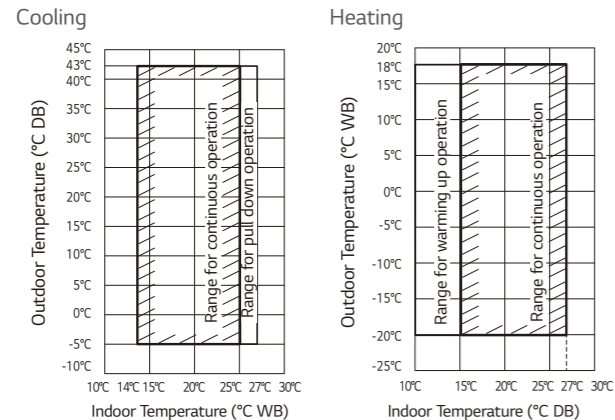 Cooling
45℃
43℃
40℃
35℃
30℃
25℃
20℃
15℃
10℃
5℃
0℃
-5℃
-10℃
Outdoor Temperature (℃ DB)
Range for continuous operation
Range for pull down operation
10℃ 14℃ 15℃ 20℃ 25℃ 27℃ 30℃
Indoor Temperature (℃ WB)
Heating
20℃
18℃
15℃
10℃
5℃
0℃
-5℃
-10℃
-15℃
-20℃
-25℃
Outdoor Temperature (℃ WB)
Range for warming up operation
Range for continuous operation
10℃ 15℃ 20℃ 25℃ 27℃ 30℃
Indoor Temperature (℃ DB)